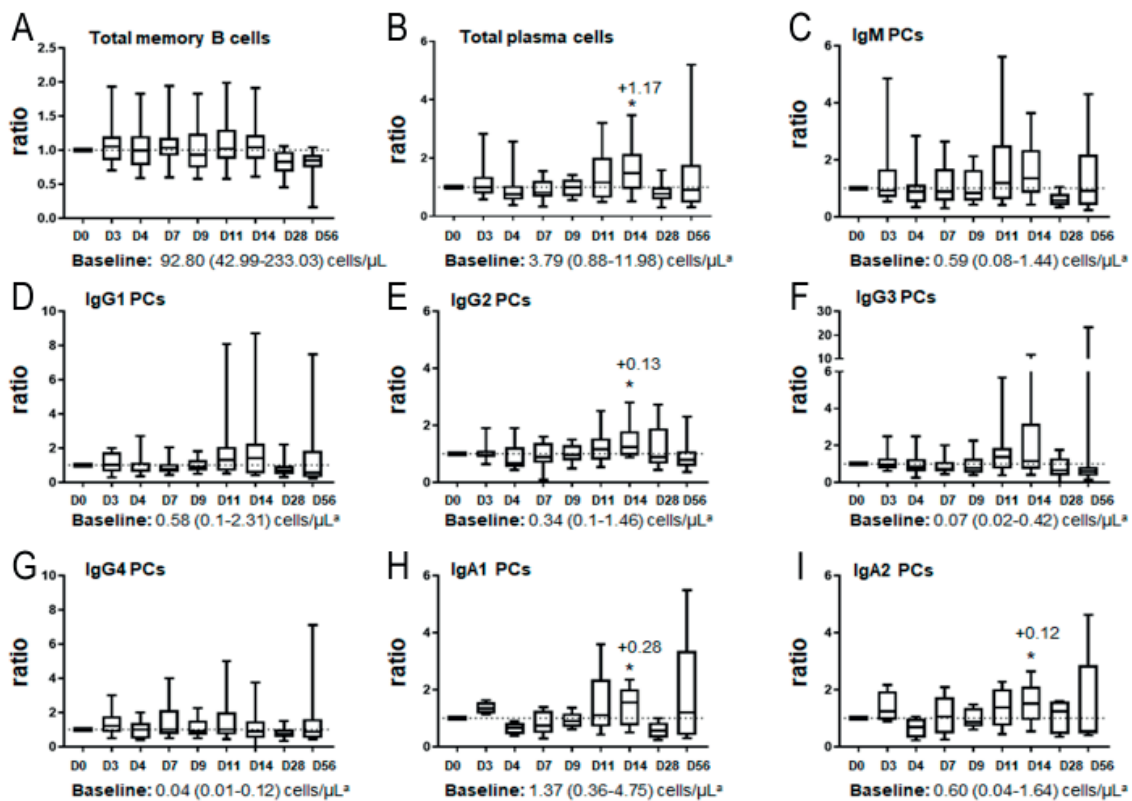 A
Total memory B cells
ratio
2.5
2.0
1.5
1.0
0.5
0.0
D0 D3 D4 D7 D9 D11 D14 D28 D56
Baseline: 92.80 (42.99-233.03) cells/µL
B
Total plasma cells
ratio
6
4
2
0
+1.17
*
D0 D3 D4 D7 D9 D11 D14 D28 D56
Baseline: 3.79 (0.88-11.98) cells/µLª
C
IgM PCs
ratio
6
4
2
0
D0 D3 D4 D7 D9 D11 D14 D28 D56
Baseline: 0.59 (0.08-1.44) cells/µLª
D
IgG1 PCs
ratio
10
8
6
4
2
0
D0 D3 D4 D7 D9 D11 D14 D28 D56
Baseline: 0.58 (0.1-2.31) cells/µLª
E
IgG2 PCs
ratio
6
4
2
0
+0.13
*
D0 D3 D4 D7 D9 D11 D14 D28 D56
Baseline: 0.34 (0.1-1.46) cells/µLª
F
IgG3 PCs
ratio
30
20
10
6
4
2
0
D0 D3 D4 D7 D9 D11 D14 D28 D56
Baseline: 0.07 (0.02-0.42) cells/µLª
G
IgG4 PCs
ratio
10
8
6
4
2
0
D0 D3 D4 D7 D9 D11 D14 D28 D56
Baseline: 0.04 (0.01-0.12) cells/µLª
H
IgA1 PCs
ratio
6
4
2
0
+0.28
*
D0 D3 D4 D7 D9 D11 D14 D28 D56
Baseline: 1.37 (0.36-4.75) cells/µLª
I
IgA2 PCs
ratio
6
4
2
0
+0.12
*
D0 D3 D4 D7 D9 D11 D14 D28 D56
Baseline: 0.60 (0.04-1.64) cells/µLª